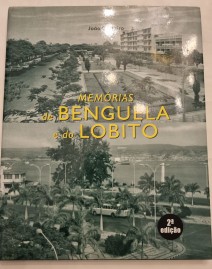 MEMÓRIAS
de BENGUELA
e do LOBITO
2ª
edição